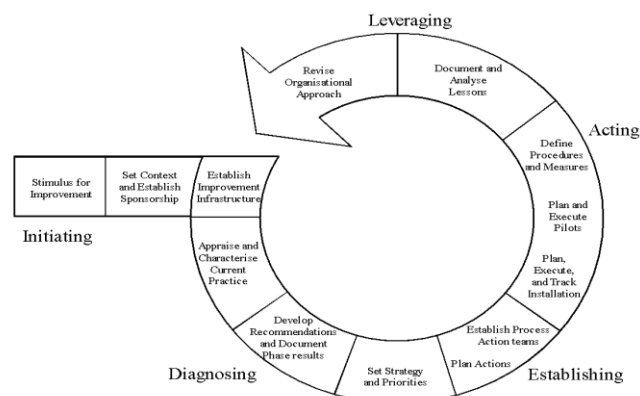 Leveraging
Revise
Organisational
Approach
Document and
Analyse
Lessons
Acting
Define
Procedures
and Measures
Plan and
Execute
Pilots
Plan,
Execute,
and Track
Installation
Stimulus for
Improvement
Set Context
and Establish
Sponsorship
Establish
Improvement
Infrastructure
Initiating
Appraise and
Characterise
Current
Practice
Develop
Recommendations
and Document
Phase results
Diagnosing
Set Strategy
and Priorities
Establish Process
Action teams
Plan Actions
Establishing